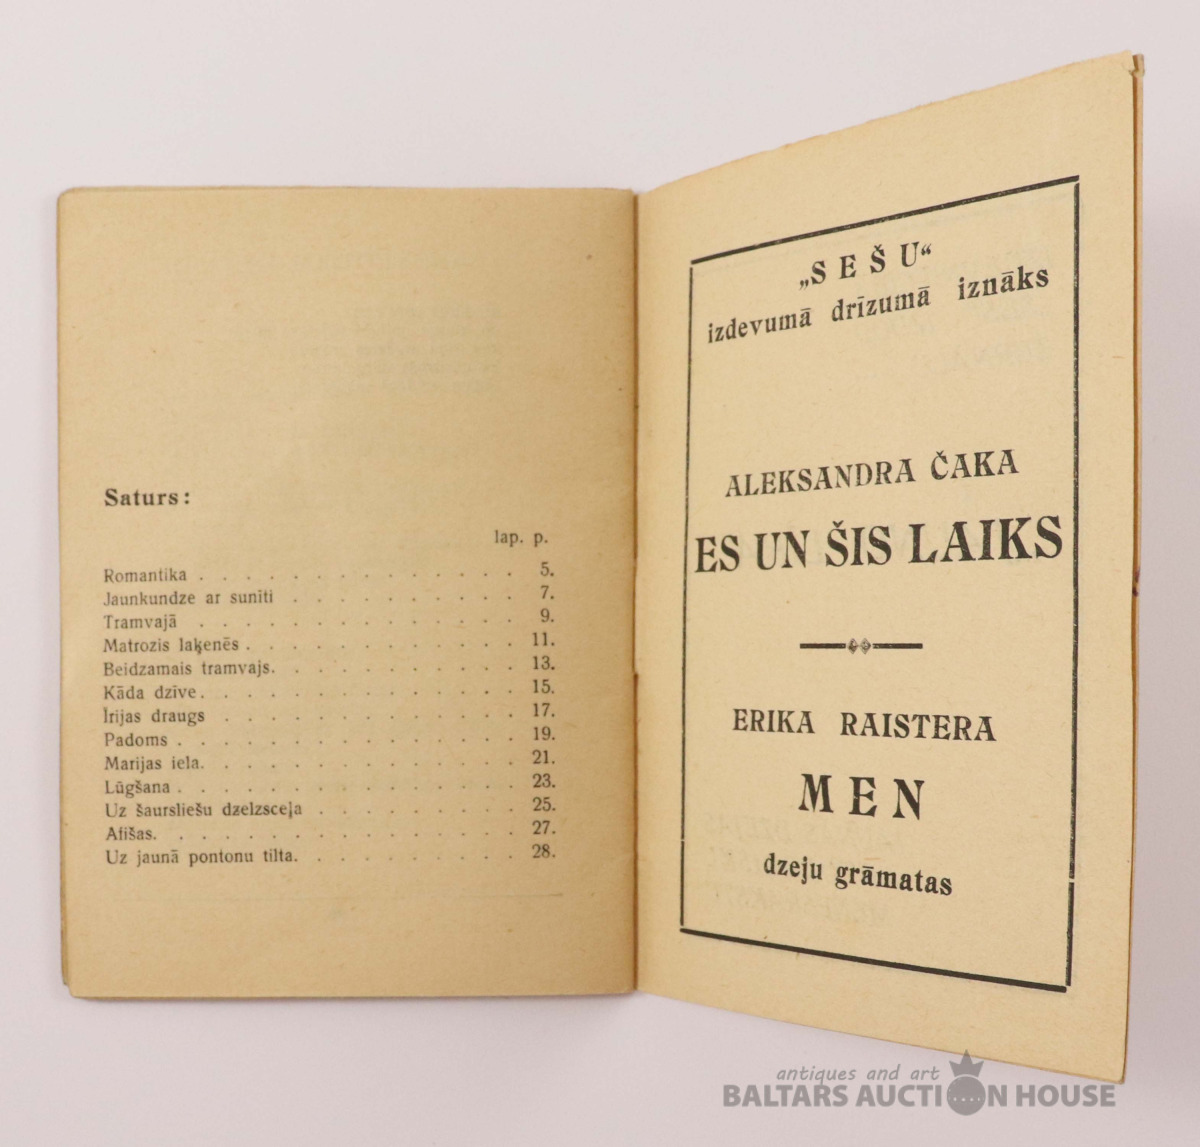 Saturs:
lap. p.
Romantika . . . . . . . . . . . . . . 5.
Jaunkundze ar suniti . . . . . . . . . . 7.
Tramvajā . . . . . . . . . . . . . . 9.
Matrozis laķenēs . . . . . . . . . . . . 11.
Beidzamais tramvajs. . . . . . . . . . . 13.
Kāda dzīve. . . . . . . . . . . . . . 15.
Īrijas draugs . . . . . . . . . . . . . 17.
Padoms . . . . . . . . . . . . . . . 19.
Marijas iela. . . . . . . . . . . . . . 21.
Lūgšana . . . . . . . . . . . . . . . 23.
Uz šaursliešu dzelzsceļa . . . . . . . . . 25.
Afišas. . . . . . . . . . . . . . . . 27.
Uz jaunā pontonu tilta. . . . . . . . . . 28.
„SEŠU“
izdevumā drīzumā iznāks
ALEKSANDRA ČAKA
ES UN ŠIS LAIKS
ERIKA RAISTERA
MEN
dzeju grāmatas
antiques and art
BALTARS AUCTION HOUSE